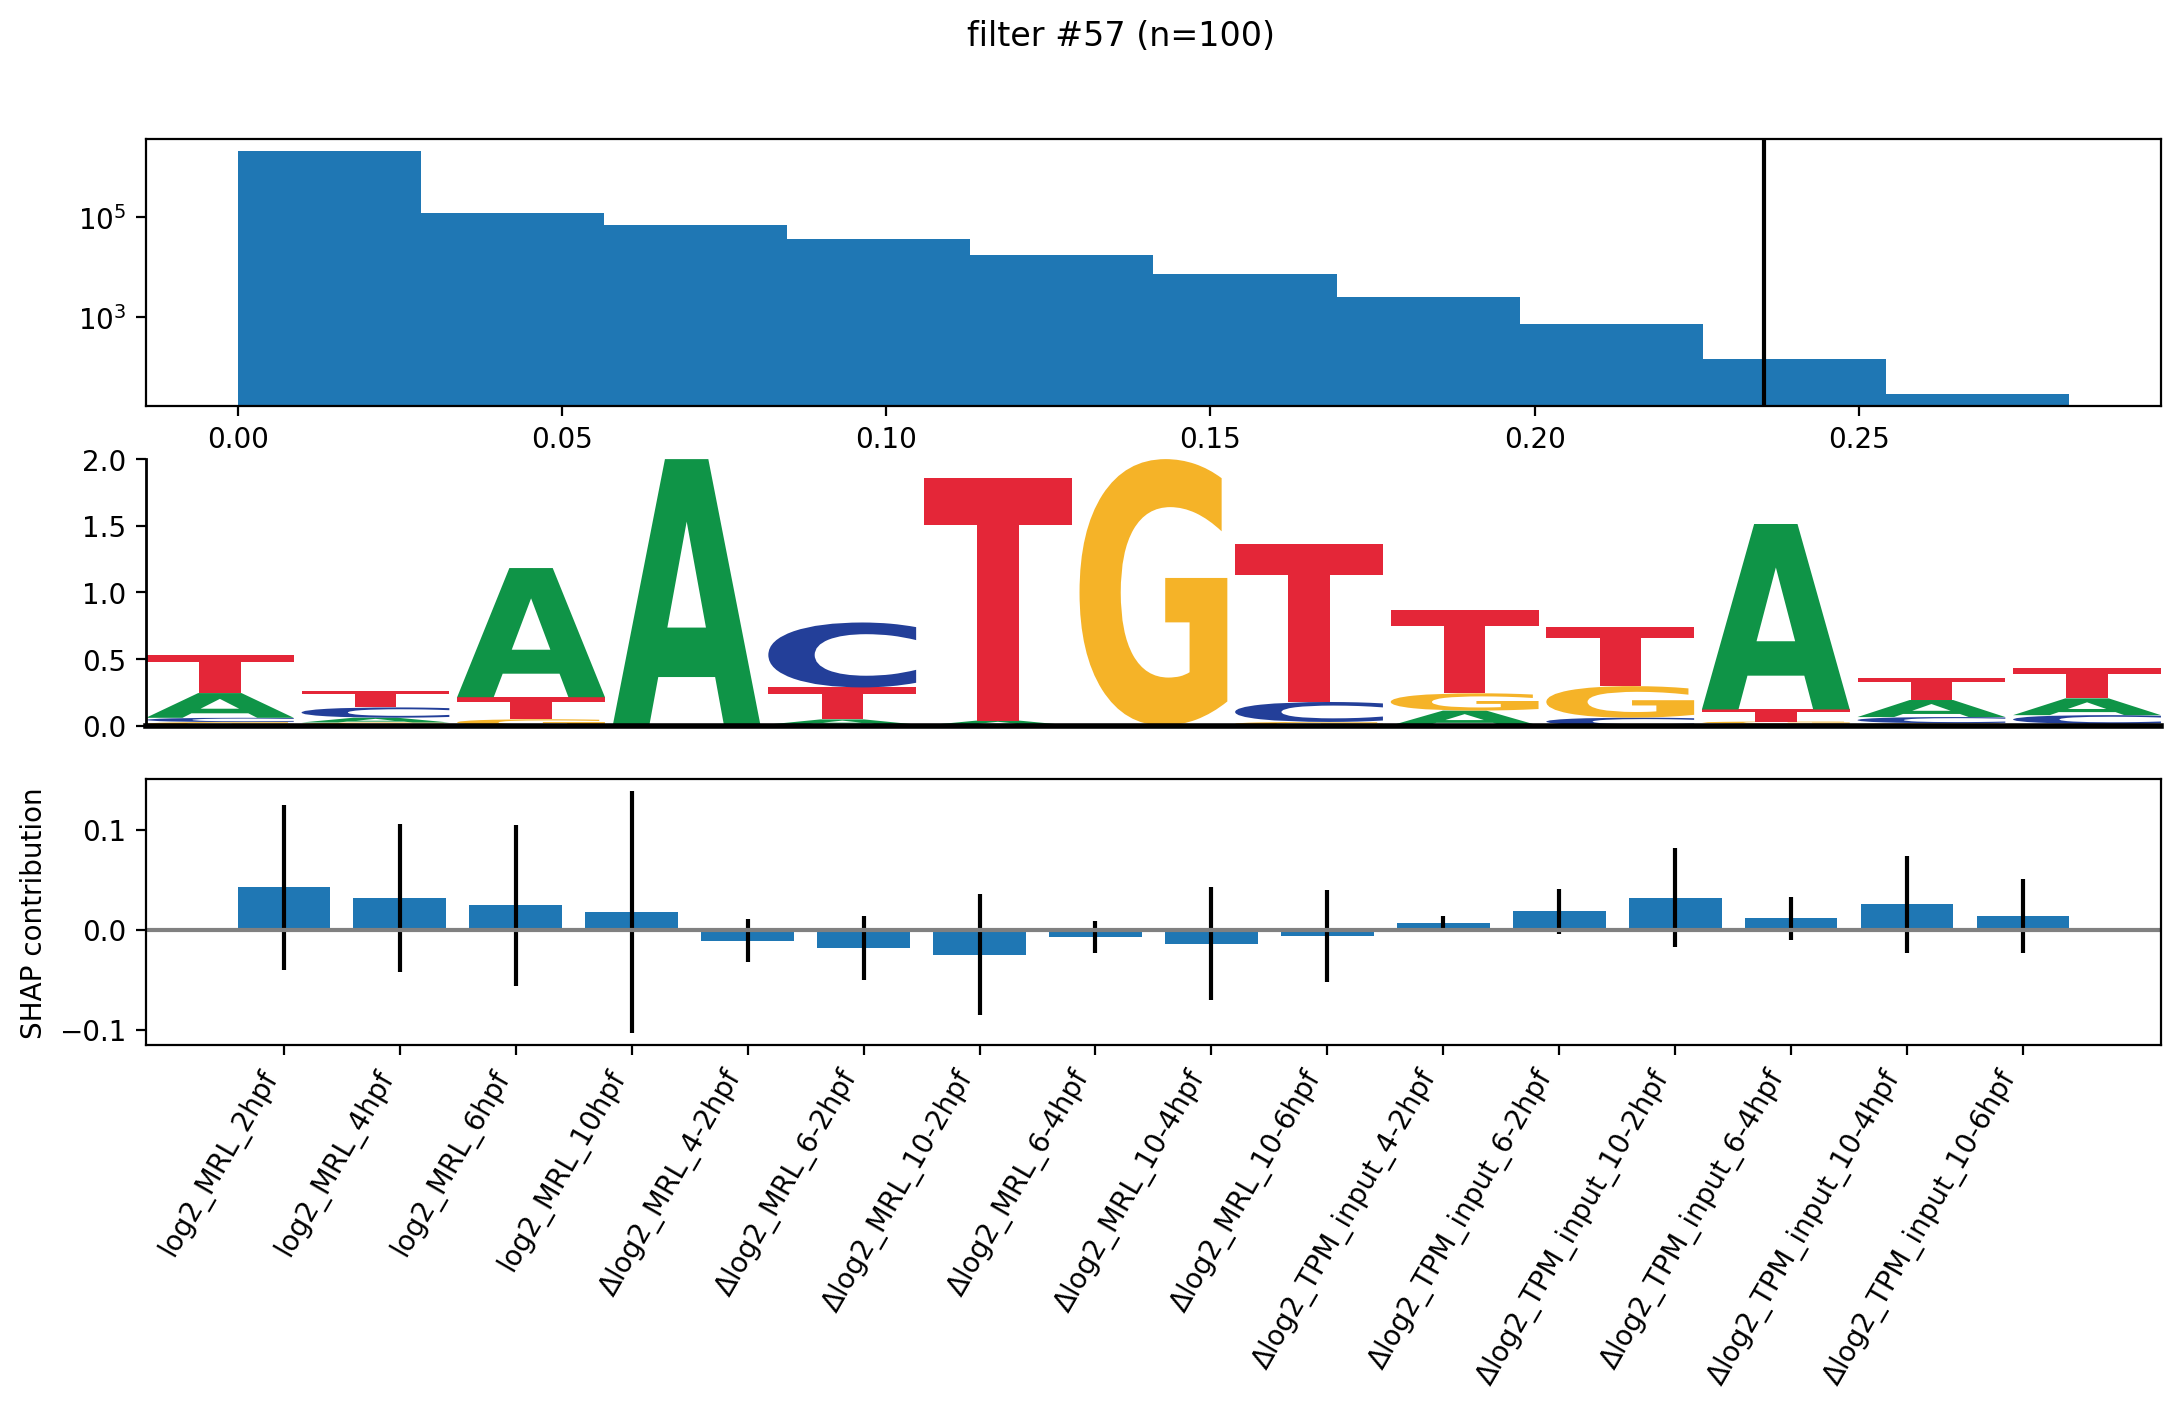 filter #57 (n=100)
10^5
10^3
0.00 0.05 0.10 0.15 0.20 0.25
2.0
1.5
1.0
0.5
0.0
SHAP contribution
0.1
0.0
−0.1
log2_MRL_2hpf
log2_MRL_4hpf
log2_MRL_6hpf
log2_MRL_10hpf
Δlog2_MRL_4-2hpf
Δlog2_MRL_6-2hpf
Δlog2_MRL_10-2hpf
Δlog2_MRL_6-4hpf
Δlog2_MRL_10-4hpf
Δlog2_MRL_10-6hpf
Δlog2_TPM_input_4-2hpf
Δlog2_TPM_input_6-2hpf
Δlog2_TPM_input_10-2hpf
Δlog2_TPM_input_6-4hpf
Δlog2_TPM_input_10-4hpf
Δlog2_TPM_input_10-6hpf